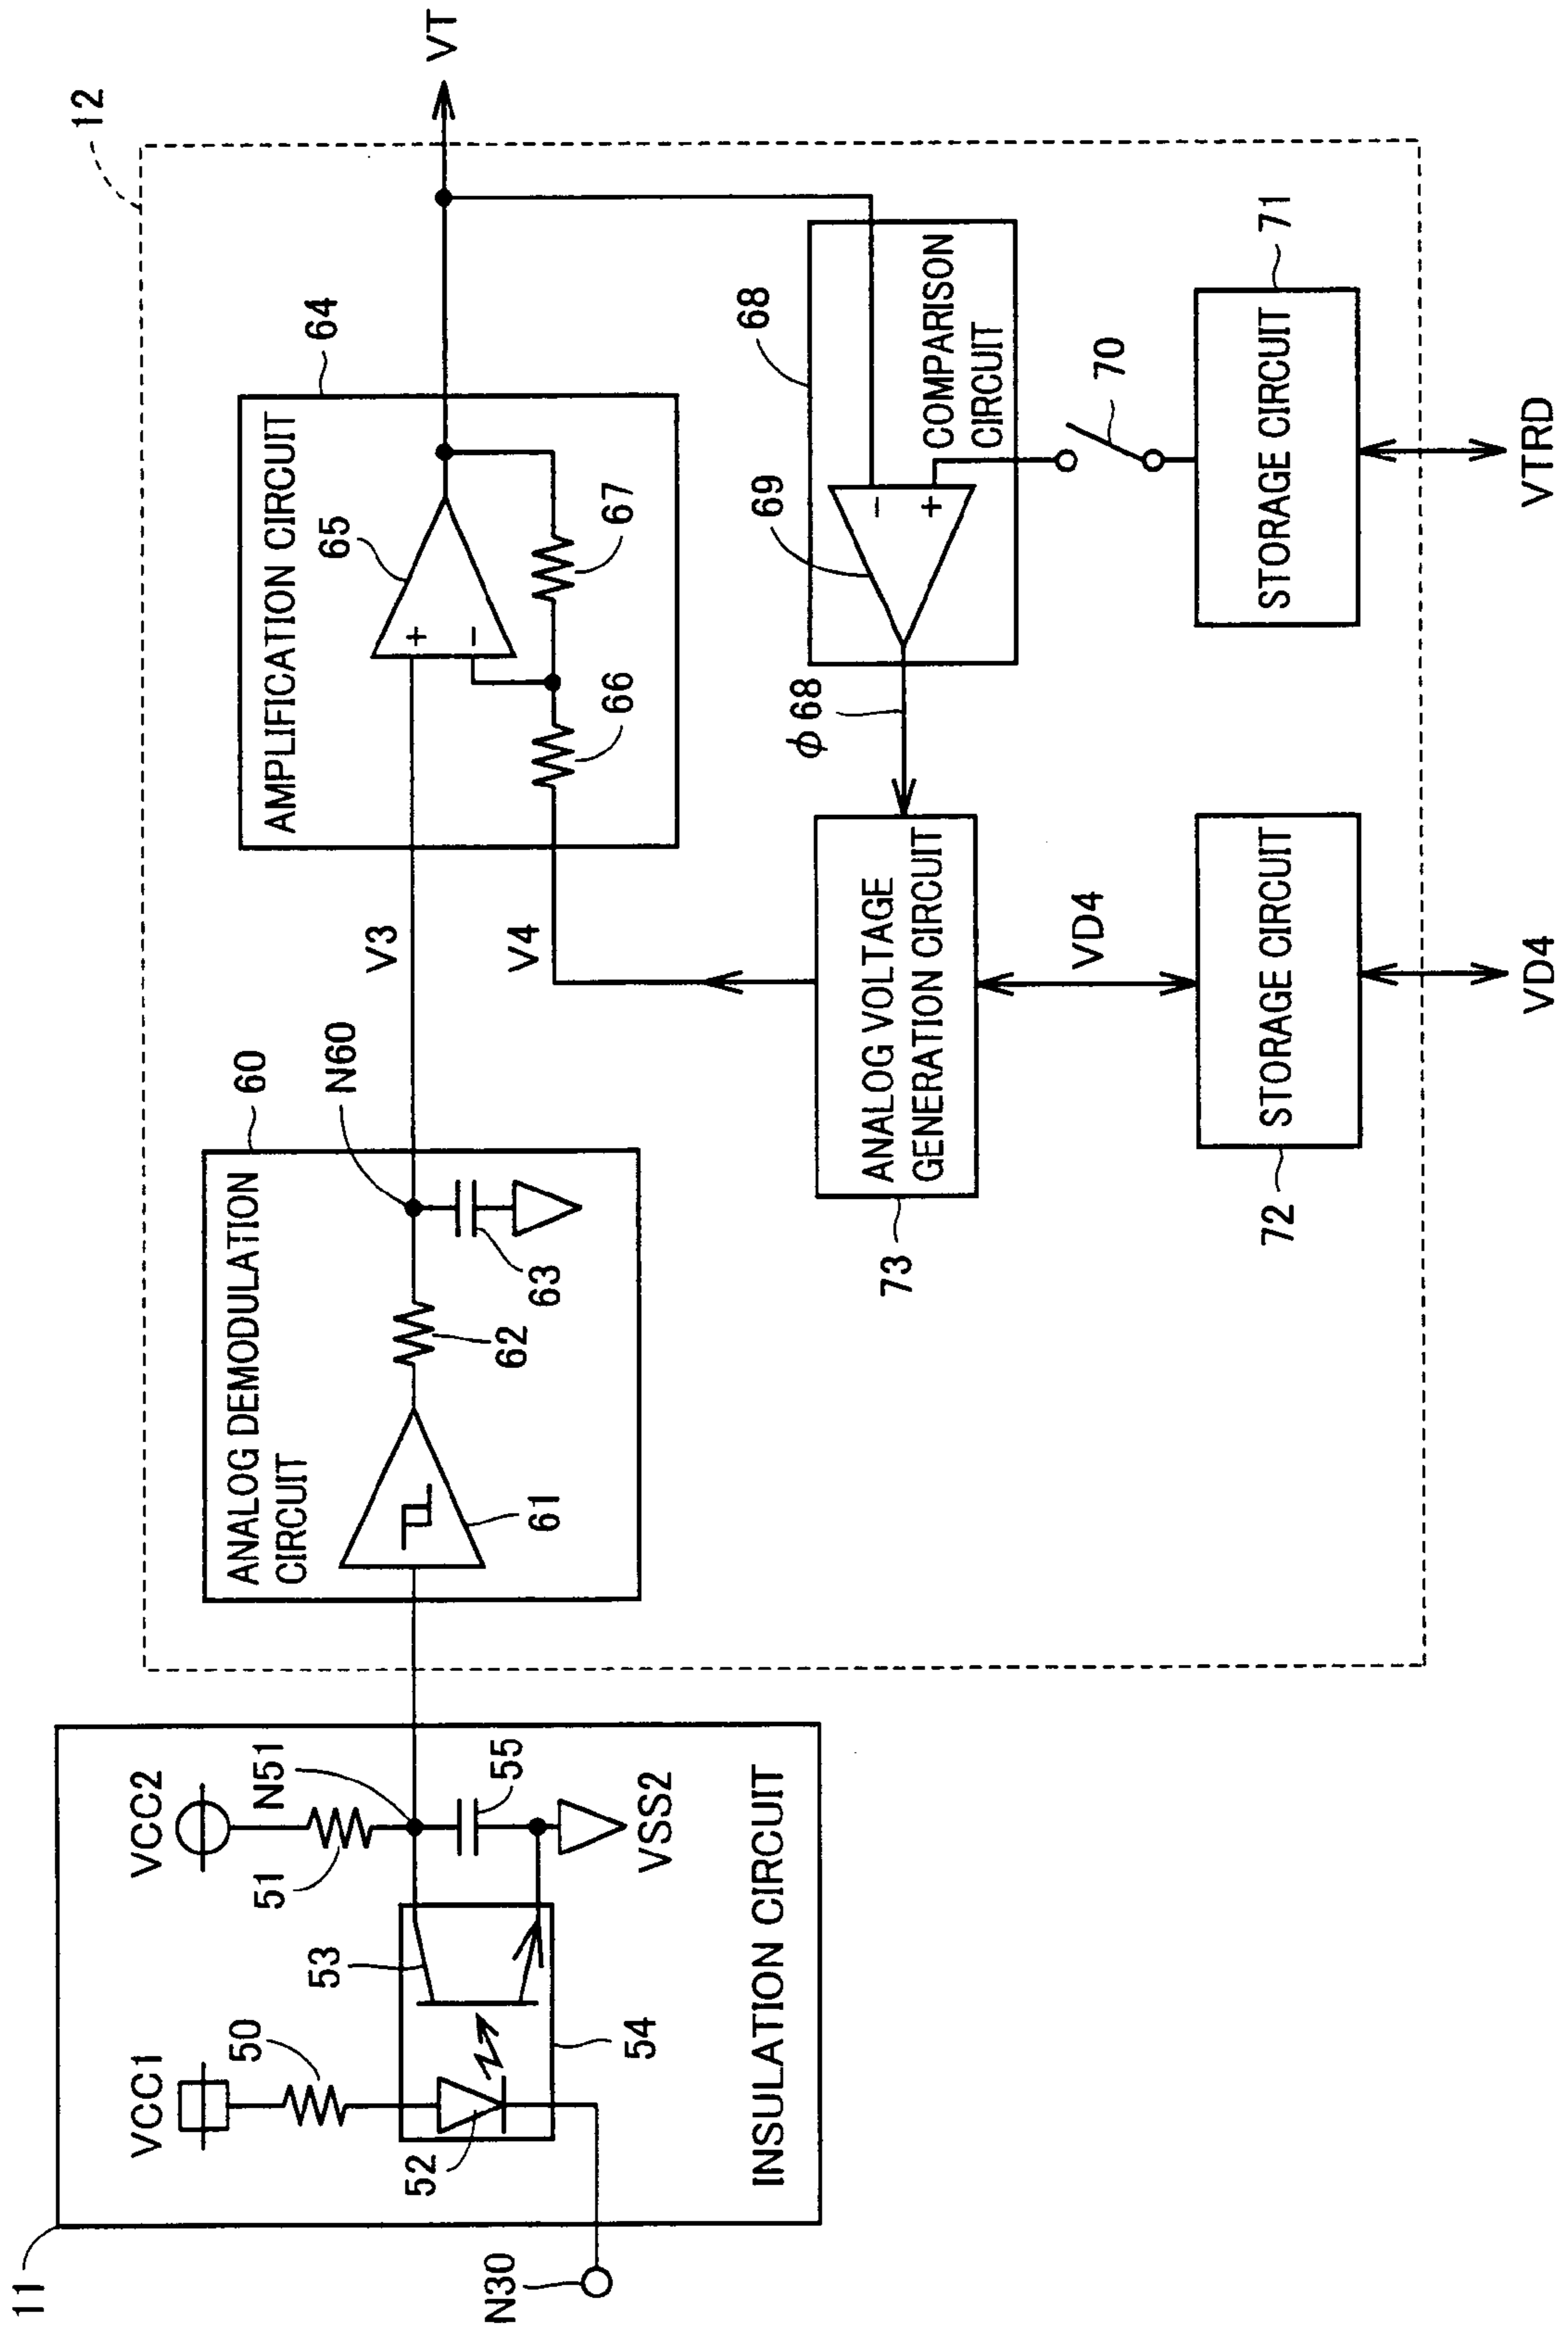 11
VCC1
50
52
N30
53
54
VCC2
N51
51
55
VSS2
INSULATION CIRCUIT
12
ANALOG DEMODULATION
CIRCUIT
60
61
62
63
N60
V3
V4
AMPLIFICATION CIRCUIT
64
65
+
−
66
67
VT
68
COMPARISON
CIRCUIT
69
−
+
ϕ68
70
STORAGE CIRCUIT
71
VTRD
ANALOG VOLTAGE
GENERATION CIRCUIT
73
VD4
STORAGE CIRCUIT
72
VD4